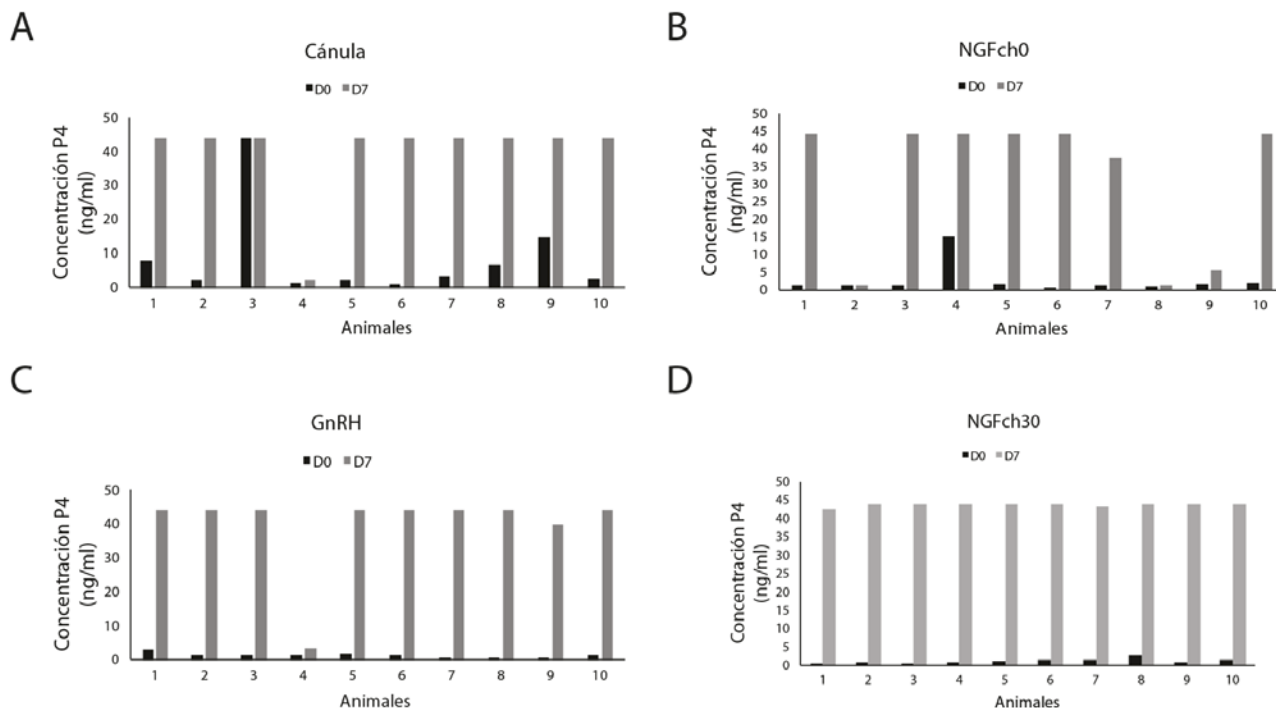 A
Cánula
D0 D7
Concentración P4
(ng/ml)
50
40
30
20
10
0
1 2 3 4 5 6 7 8 9 10
Animales
B
NGFch0
D0 D7
Concentración P4
(ng/ml)
50
45
40
35
30
25
20
15
10
5
0
1 2 3 4 5 6 7 8 9 10
Animales
C
GnRH
D0 D7
Concentración P4
(ng/ml)
50
40
30
20
10
0
1 2 3 4 5 6 7 8 9 10
Animales
D
NGFch30
D0 D7
Concentración P4
(ng/ml)
50
45
40
35
30
25
20
15
10
5
0
1 2 3 4 5 6 7 8 9 10
Animales